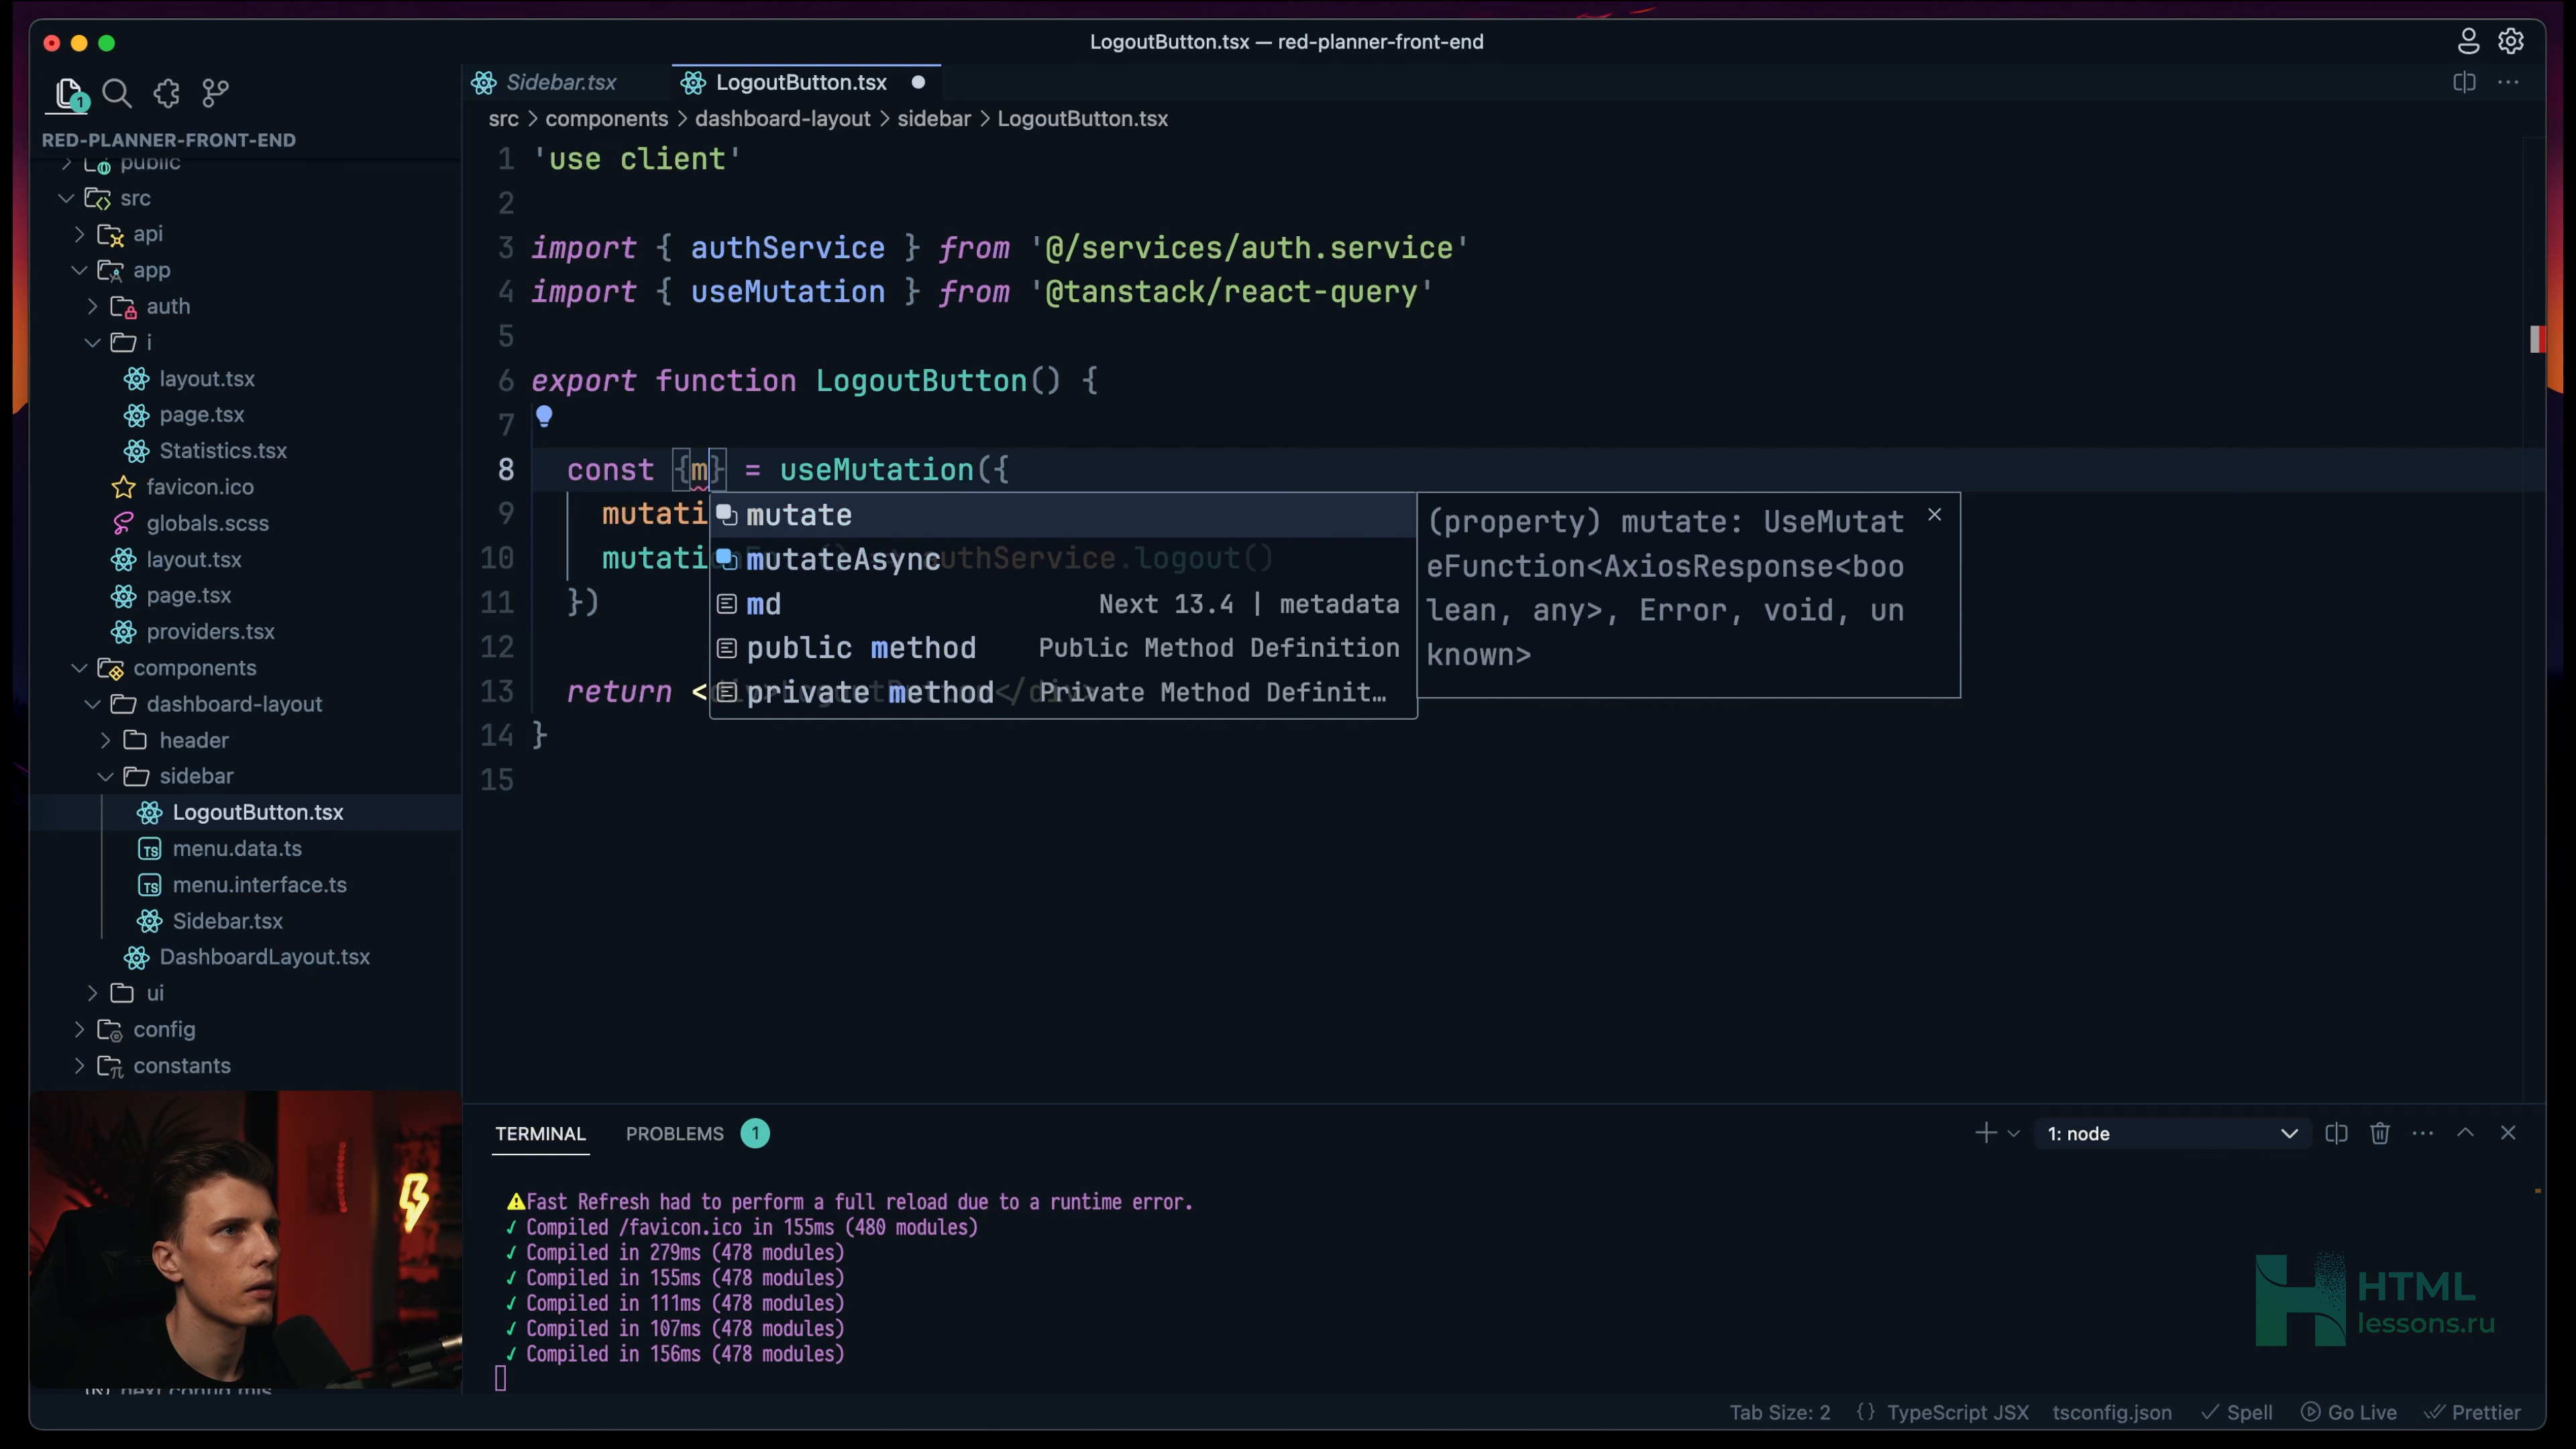 LogoutButton.tsx — red-planner-front-end
1
RED-PLANNER-FRONT-END
public
src
api
app
auth
i
layout.tsx
page.tsx
Statistics.tsx
favicon.ico
globals.scss
layout.tsx
page.tsx
providers.tsx
components
dashboard-layout
header
sidebar
LogoutButton.tsx
menu.data.ts
menu.interface.ts
Sidebar.tsx
DashboardLayout.tsx
ui
config
constants
next.config.mjs
Sidebar.tsx
LogoutButton.tsx
src > components > dashboard-layout > sidebar > LogoutButton.tsx
1 'use client'
2
3 import { authService } from '@/services/auth.service'
4 import { useMutation } from '@tanstack/react-query'
5
6 export function LogoutButton() {
7
8 const {m} = useMutation({
9 mutati
10 mutati authService.logout()
11 })
12
13 return < LogoutButton</div>
14 }
15
mutate
mutateAsync
md Next 13.4 | metadata
public method Public Method Definition
private method Private Method Definit…
(property) mutate: UseMutat
eFunction<AxiosResponse<boo
lean, any>, Error, void, un
known>
TERMINAL PROBLEMS 1
1: node
⚠Fast Refresh had to perform a full reload due to a runtime error.
✓ Compiled /favicon.ico in 155ms (480 modules)
✓ Compiled in 279ms (478 modules)
✓ Compiled in 155ms (478 modules)
✓ Compiled in 111ms (478 modules)
✓ Compiled in 107ms (478 modules)
✓ Compiled in 156ms (478 modules)
HTML
lessons.ru
Tab Size: 2 {} TypeScript JSX tsconfig.json ✓ Spell Go Live Prettier